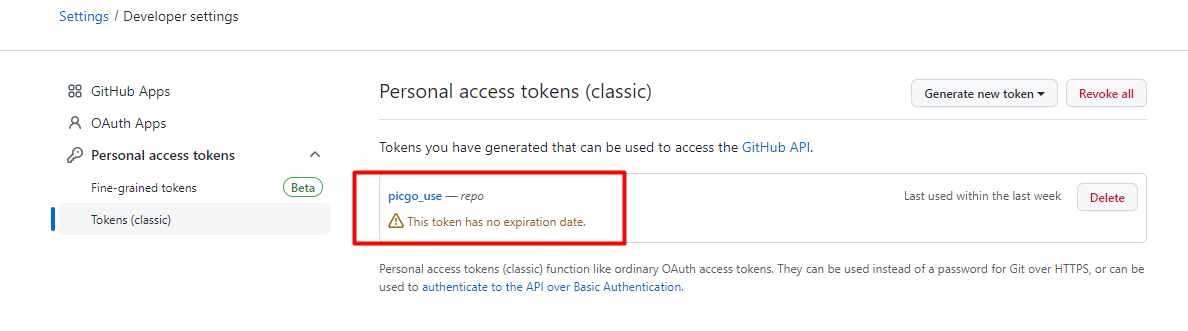 Settings / Developer settings
GitHub Apps
OAuth Apps
Personal access tokens
Fine-grained tokens Beta
Tokens (classic)
Personal access tokens (classic)
Generate new token
Revoke all
Tokens you have generated that can be used to access the GitHub API.
picgo_use — repo
Last used within the last week
Delete
This token has no expiration date.
Personal access tokens (classic) function like ordinary OAuth access tokens. They can be used instead of a password for Git over HTTPS, or can be
used to authenticate to the API over Basic Authentication.